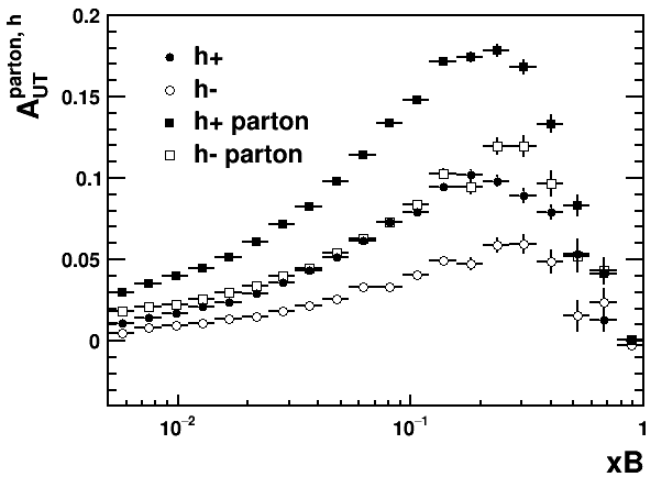 A_UT^parton, h
0.2
0.15
0.1
0.05
0
h+
h-
h+ parton
h- parton
10⁻²
10⁻¹
1
xB